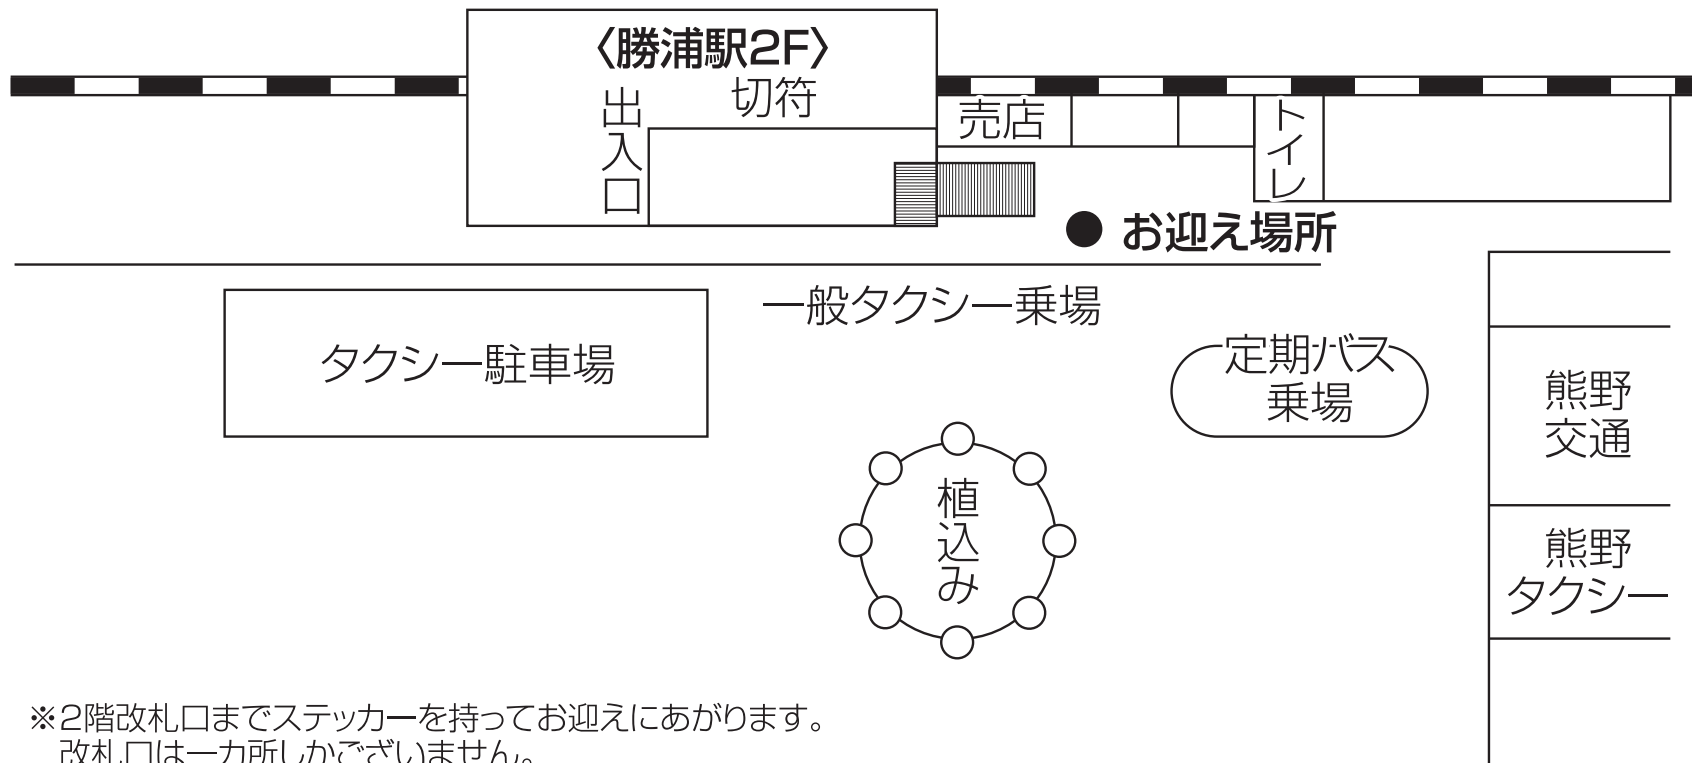 〈勝浦駅2F〉
切符
出入口
売店
トイレ
● お迎え場所
一般タクシー乗場
タクシー駐車場
定期バス
乗場
熊野
交通
植込み
熊野
タクシー
※2階改札口までステッカーを持ってお迎えにあがります。
改札口は一カ所しかございません。